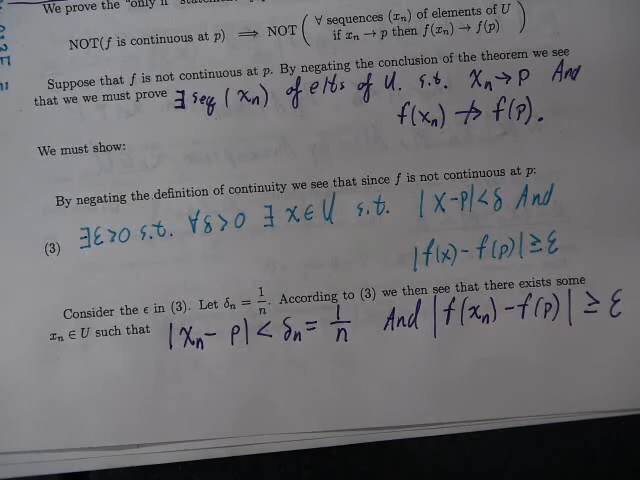 We prove the "only if" statement
NOT(f is continuous at p) ⟹ NOT ( ∀ sequences (xₙ) of elements of U
if xₙ → p then f(xₙ) → f(p) )
Suppose that f is not continuous at p. By negating the conclusion of the theorem we see
that we we must prove ∃ seq (xₙ) of elts of U. s.t. xₙ → p And
f(xₙ) ↛ f(p).
We must show:
By negating the definition of continuity we see that since f is not continuous at p:
(3) ∃ε>0 s.t. ∀δ>0 ∃ x∈U s.t. |x-p|<δ And
|f(x)-f(p)|≥ε
Consider the ϵ in (3). Let δₙ = 1/n. According to (3) we then see that there exists some
xₙ ∈ U such that |xₙ - p| < δₙ = 1/n And |f(xₙ)-f(p)| ≥ ε